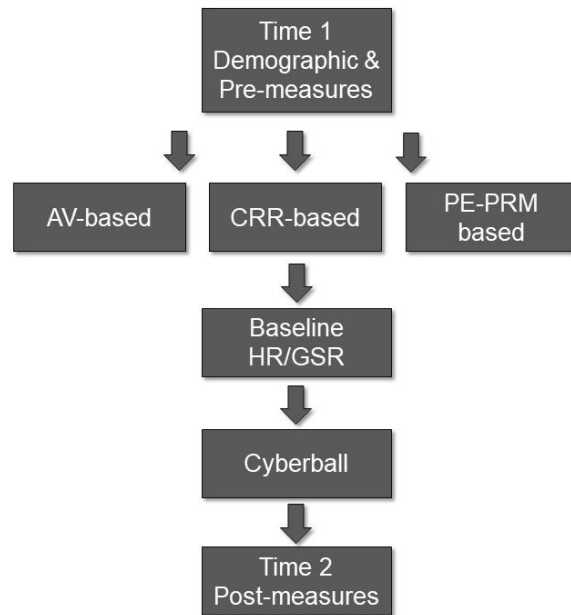 Time 1
Demographic &
Pre-measures
AV-based
CRR-based
PE-PRM
based
Baseline
HR/GSR
Cyberball
Time 2
Post-measures